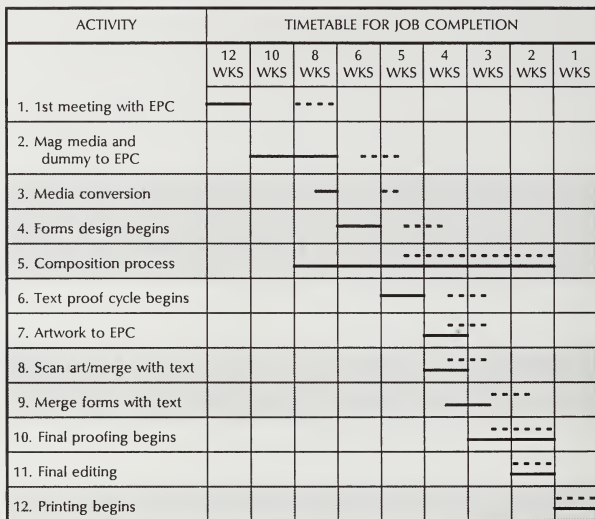 ACTIVITY
TIMETABLE FOR JOB COMPLETION
12 WKS
10 WKS
8 WKS
6 WKS
5 WKS
4 WKS
3 WKS
2 WKS
1 WKS
1. 1st meeting with EPC
2. Mag media and
dummy to EPC
3. Media conversion
4. Forms design begins
5. Composition process
6. Text proof cycle begins
7. Artwork to EPC
8. Scan art/merge with text
9. Merge forms with text
10. Final proofing begins
11. Final editing
12. Printing begins